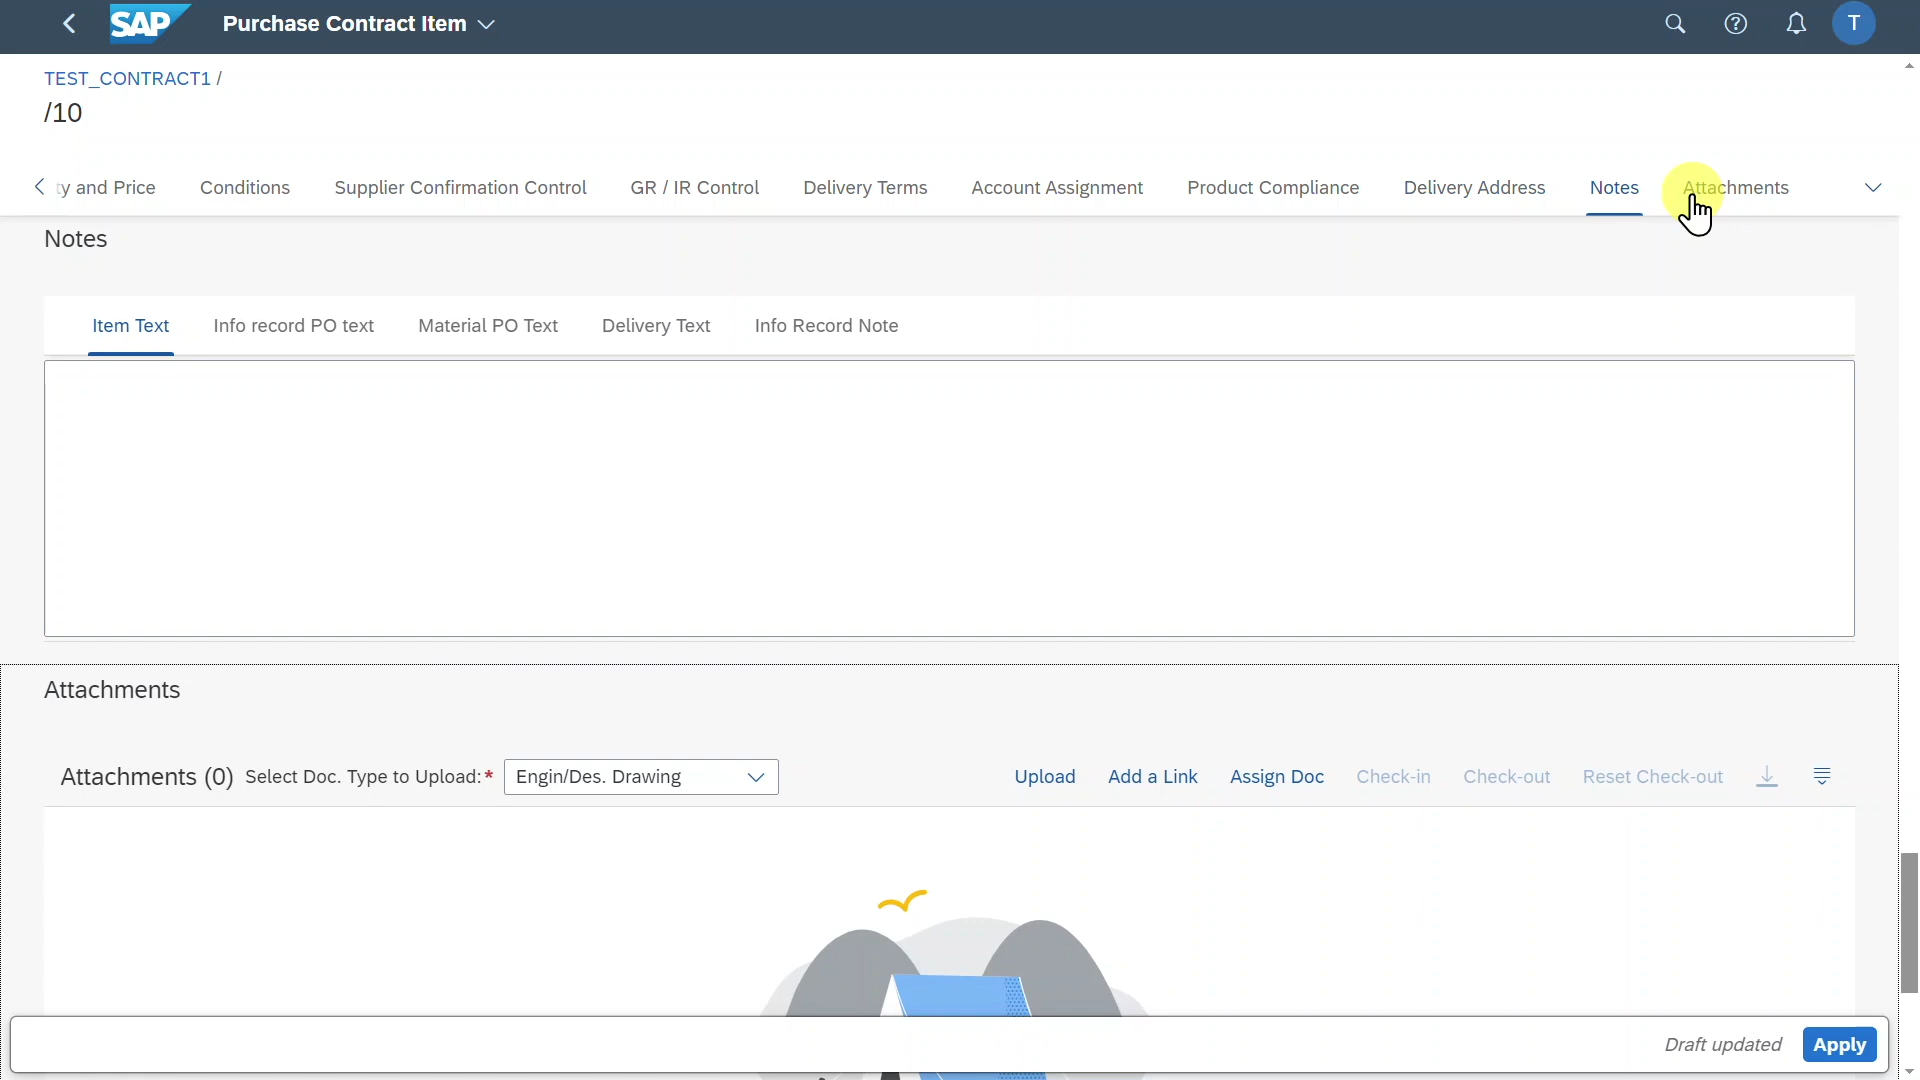 SAP Purchase Contract Item T
TEST_CONTRACT1 /
/10
ty and Price Conditions Supplier Confirmation Control GR / IR Control Delivery Terms Account Assignment Product Compliance Delivery Address Notes Attachments
Notes
Item Text Info record PO text Material PO Text Delivery Text Info Record Note
Attachments
Attachments (0) Select Doc. Type to Upload:* Engin/Des. Drawing Upload Add a Link Assign Doc Check-in Check-out Reset Check-out
Draft updated Apply